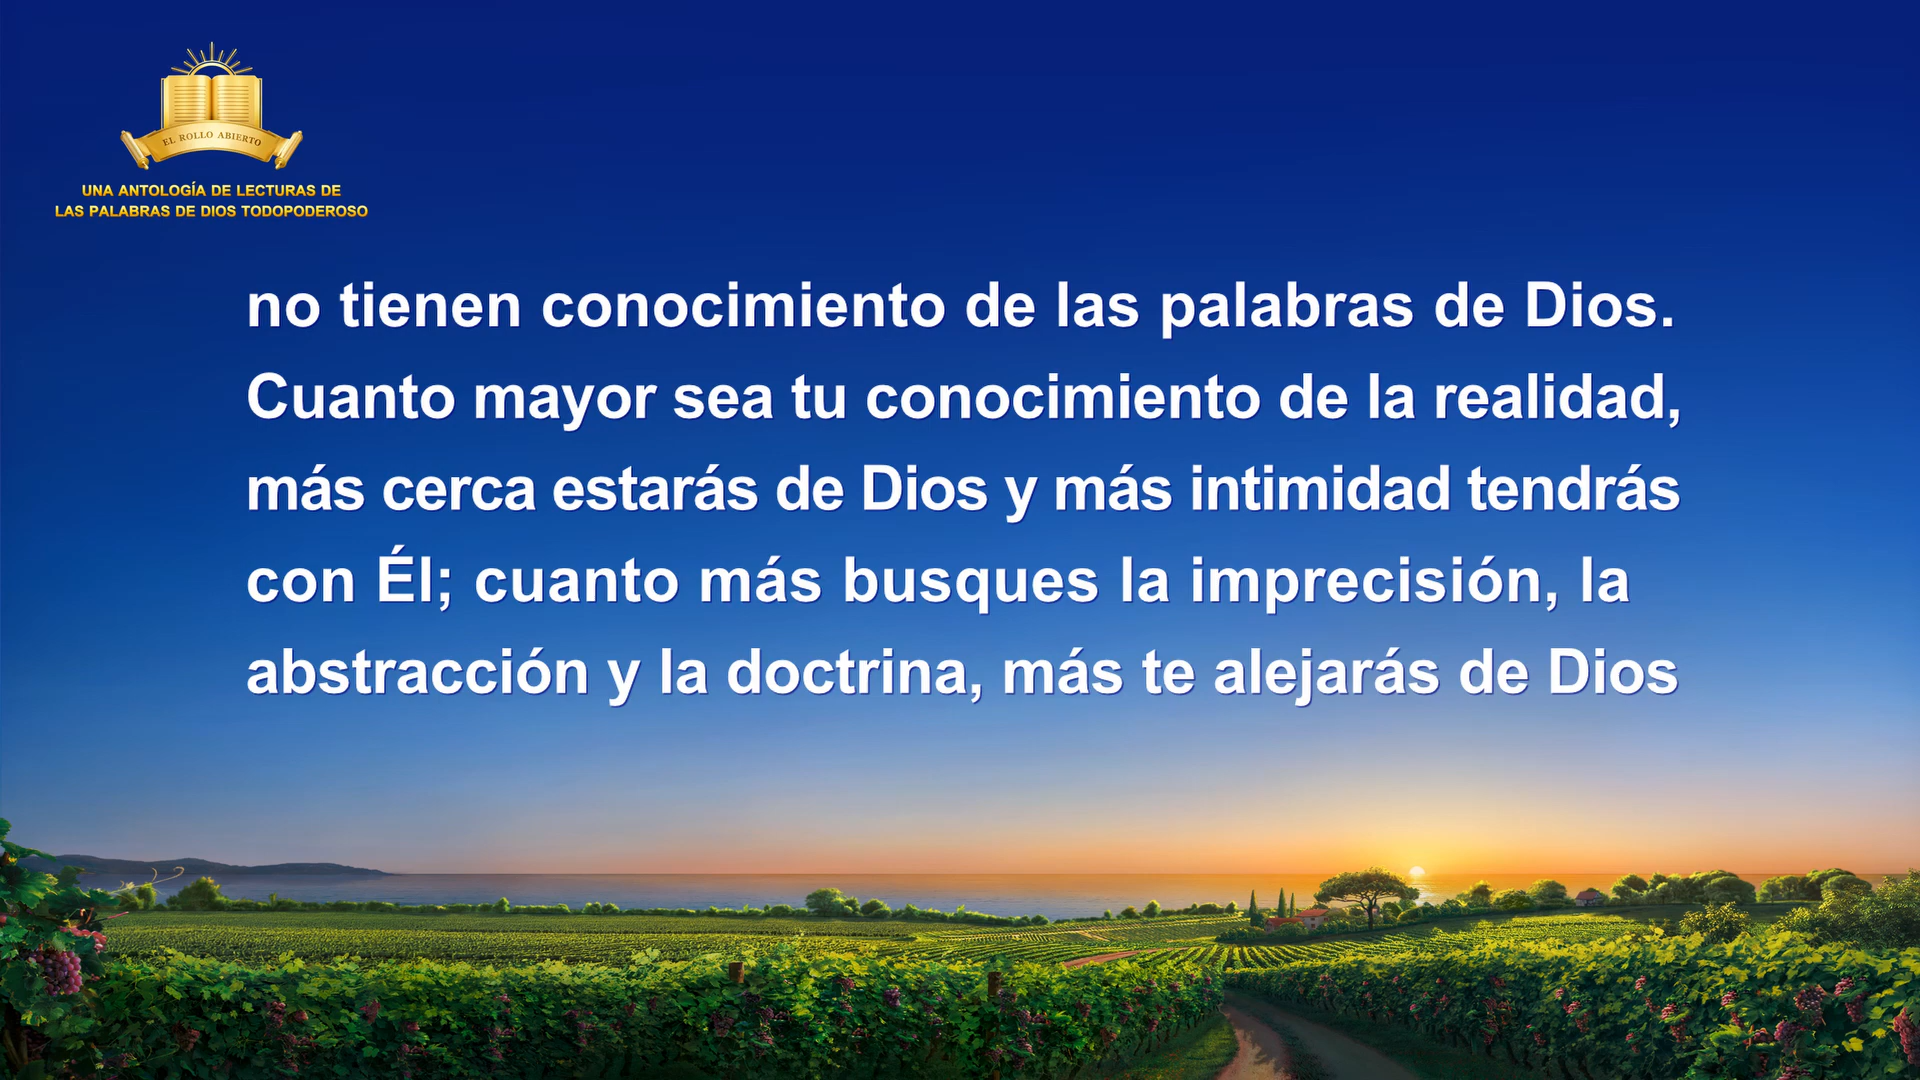 EL ROLLO ABIERTO
UNA ANTOLOGÍA DE LECTURAS DE
LAS PALABRAS DE DIOS TODOPODEROSO
no tienen conocimiento de las palabras de Dios.
Cuanto mayor sea tu conocimiento de la realidad,
más cerca estarás de Dios y más intimidad tendrás
con Él; cuanto más busques la imprecisión, la
abstracción y la doctrina, más te alejarás de Dios